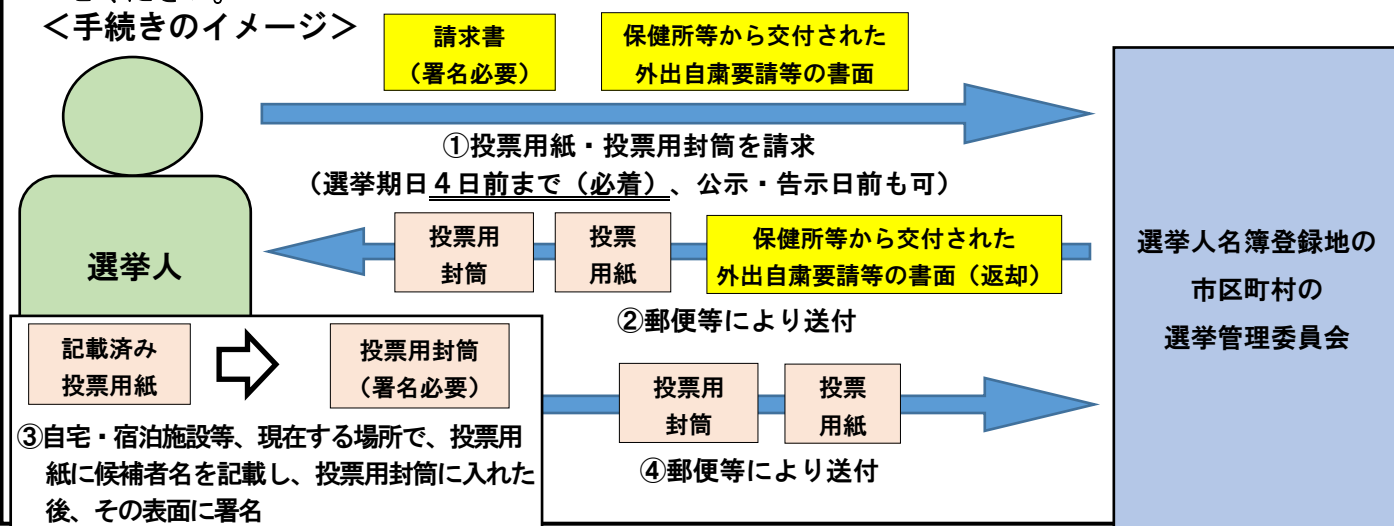 ＜手続きのイメージ＞
請求書
（署名必要）
保健所等から交付された
外出自粛要請等の書面
①投票用紙・投票用封筒を請求
（選挙期日４日前まで（必着）、公示・告示日前も可）
選挙人
投票用
封筒
投票
用紙
保健所等から交付された
外出自粛要請等の書面（返却）
②郵便等により送付
選挙人名簿登録地の
市区町村の
選挙管理委員会
記載済み
投票用紙
投票用封筒
（署名必要）
③自宅・宿泊施設等、現在する場所で、投票用
紙に候補者名を記載し、投票用封筒に入れた
後、その表面に署名
投票用
封筒
投票
用紙
④郵便等により送付